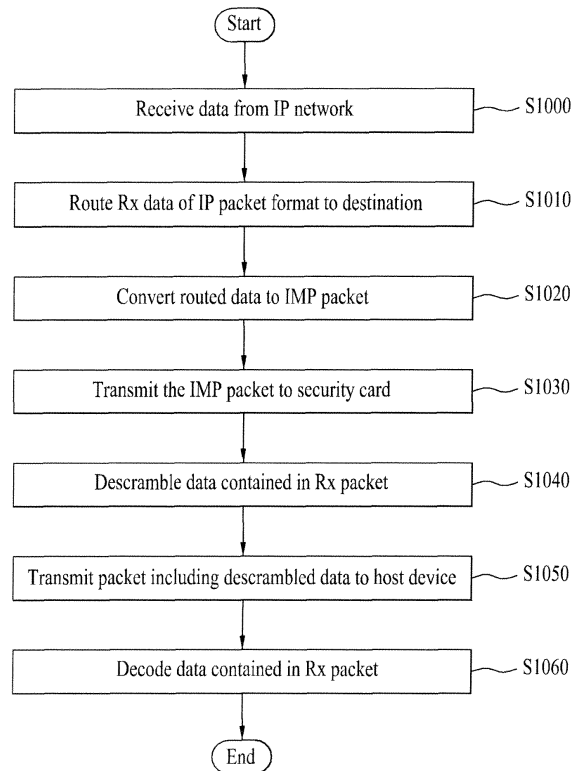 Start
Receive data from IP network
S1000
Route Rx data of IP packet format to destination
S1010
Convert routed data to IMP packet
S1020
Transmit the IMP packet to security card
S1030
Descramble data contained in Rx packet
S1040
Transmit packet including descrambled data to host device
S1050
Decode data contained in Rx packet
S1060
End